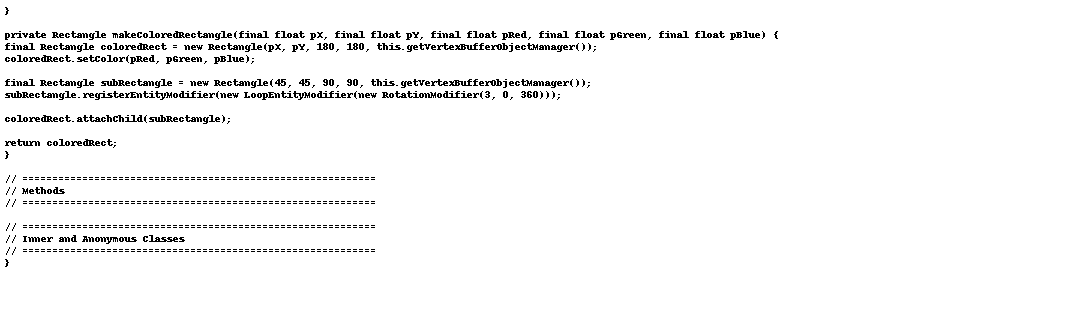 }
private Rectangle makeColoredRectangle(final float pX, final float pY, final float pRed, final float pGreen, final float pBlue) {
final Rectangle coloredRect = new Rectangle(pX, pY, 180, 180, this.getVertexBufferObjectManager());
coloredRect.setColor(pRed, pGreen, pBlue);
final Rectangle subRectangle = new Rectangle(45, 45, 90, 90, this.getVertexBufferObjectManager());
subRectangle.registerEntityModifier(new LoopEntityModifier(new RotationModifier(3, 0, 360)));
coloredRect.attachChild(subRectangle);
return coloredRect;
}
// ===========================================================
// Methods
// ===========================================================
// ===========================================================
// Inner and Anonymous Classes
// ===========================================================
}